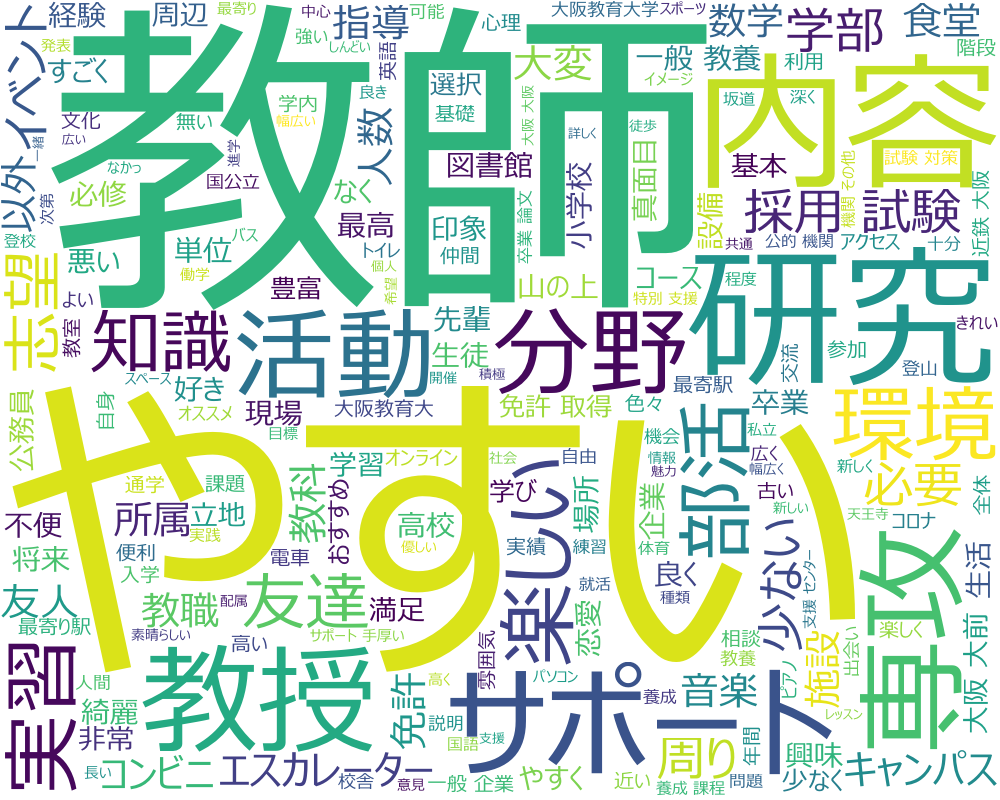 経験
周辺
最寄り
中心
可能
指導
強い
心理
大阪教育大学
スポーツ
数学
学部
食堂
発表
しんどい
英語
すごく
教師
大変
一般 教養
利用
階段
イベント
以外
文化
無い
学内
良き
幅広い
選択
基礎
イメージ
坂道
深く
内容
広い
一緒
なかっ
進学
人数
大阪 大阪
詳しく
徒歩
試験 対策
必修
国公立
なく
図書館
真面目
基本
次第
最高
印象
卒業 論文
小学校
設備
採用 試験
機関 その他
近鉄 大阪
登校
単位
バス
トイレ
仲間
共通
公的 機関
アクセス
十分
悪い
働学
個人
山の上
コース
程度
志望
よい
豊富
希望
特別 支援
研究
教室
知識
活動
先輩
分野
交流
参加
きれい
生徒
開催
積極
最寄駅
登山
スペース
好き
大阪教育大
免許 取得
色々
卒業
公務員
自身
オススメ
現場
目標
機会
私立
環境
やすい
学習
オンライン
社会
自由
情報
魅力
広く
幅広く
新しく
必要
通学
課題
教科
おすすめ
学び
場所
企業
部活
古い
新しい
全体
不便
所属
立地
実践
高校
優しい
楽しい
実績
練習
体育
天王寺
コロナ
将来
便利
電車
就活
良く
少ない
専攻
生活
入学
友達
満足
種類
支援 センター
友人
教職
配属
恋愛
最寄り駅
素晴らしい
高い
サポート 手厚い
雰囲気
相談
教養
出会い
楽しく
大阪 大前
実習
人間
教授
高く
パソコン
サポート
養成
音楽
ピアノ
施設
綺麗
免許
説明
レッスン
非常
国語
支援
周り
年間
興味
長い
コンビニ
エスカレーター
校舎
意見
一般 企業
やすく
近い
養成 課程
問題
少なく
キャンパス